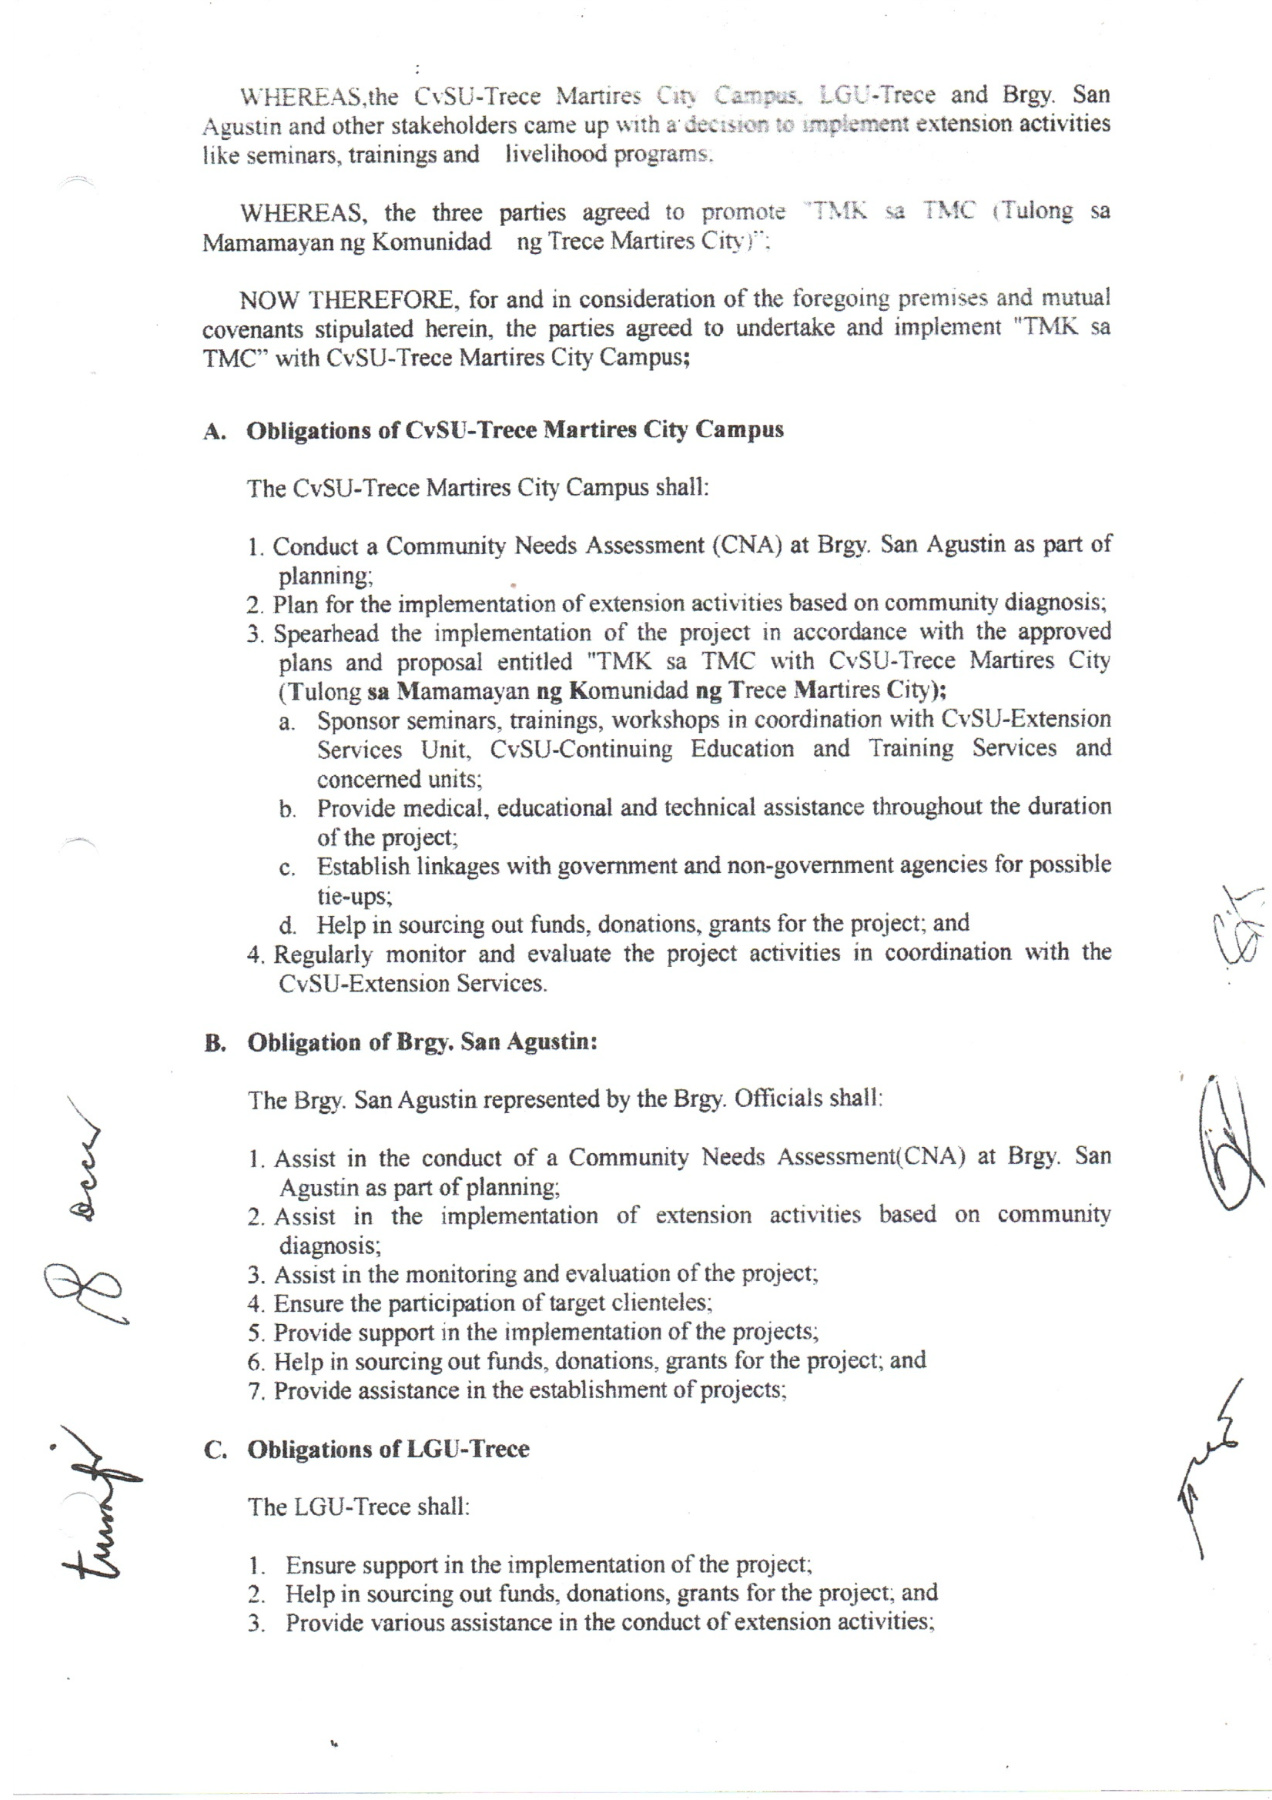 WHEREAS,the CvSU-Trece Martires City Campus, LGU-Trece and Brgy. San
Agustin and other stakeholders came up with a decision to implement extension activities
like seminars, trainings and livelihood programs.
WHEREAS, the three parties agreed to promote "TMK sa TMC (Tulong sa
Mamamayan ng Komunidad ng Trece Martires City)":
NOW THEREFORE, for and in consideration of the foregoing premises and mutual
covenants stipulated herein, the parties agreed to undertake and implement "TMK sa
TMC" with CvSU-Trece Martires City Campus;
A. Obligations of CvSU-Trece Martires City Campus
The CvSU-Trece Martires City Campus shall:
1. Conduct a Community Needs Assessment (CNA) at Brgy. San Agustin as part of
planning;
2. Plan for the implementation of extension activities based on community diagnosis;
3. Spearhead the implementation of the project in accordance with the approved
plans and proposal entitled "TMK sa TMC with CvSU-Trece Martires City
(Tulong sa Mamamayan ng Komunidad ng Trece Martires City);
a. Sponsor seminars, trainings, workshops in coordination with CvSU-Extension
Services Unit, CvSU-Continuing Education and Training Services and
concerned units;
b. Provide medical, educational and technical assistance throughout the duration
of the project;
c. Establish linkages with government and non-government agencies for possible
tie-ups;
d. Help in sourcing out funds, donations, grants for the project; and
4. Regularly monitor and evaluate the project activities in coordination with the
CvSU-Extension Services.
B. Obligation of Brgy. San Agustin:
The Brgy. San Agustin represented by the Brgy. Officials shall:
1. Assist in the conduct of a Community Needs Assessment(CNA) at Brgy. San
Agustin as part of planning;
2. Assist in the implementation of extension activities based on community
diagnosis;
3. Assist in the monitoring and evaluation of the project;
4. Ensure the participation of target clienteles;
5. Provide support in the implementation of the projects;
6. Help in sourcing out funds, donations, grants for the project; and
7. Provide assistance in the establishment of projects;
C. Obligations of LGU-Trece
The LGU-Trece shall:
1. Ensure support in the implementation of the project;
2. Help in sourcing out funds, donations, grants for the project; and
3. Provide various assistance in the conduct of extension activities;